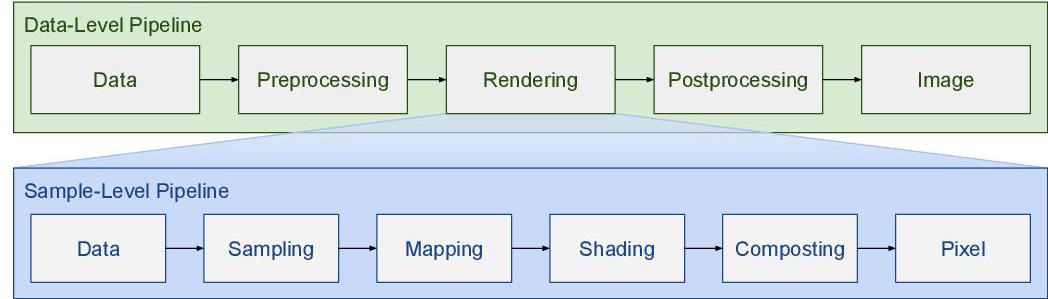 Data-Level Pipeline
Data
Preprocessing
Rendering
Postprocessing
Image
Sample-Level Pipeline
Data
Sampling
Mapping
Shading
Composting
Pixel